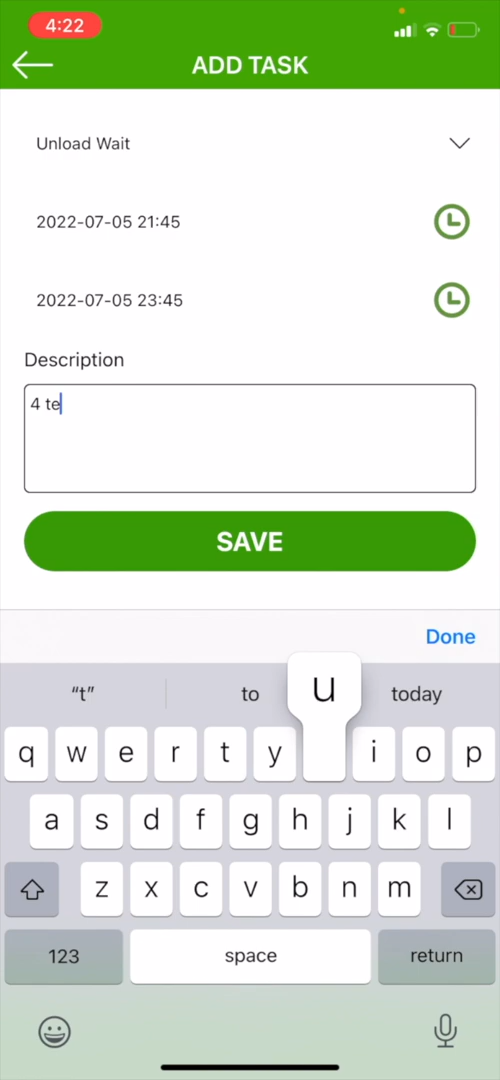 4:22
ADD TASK
Unload Wait
2022-07-05 21:45
2022-07-05 23:45
Description
4 te
SAVE
Done
“t” to today
u
q w e r t y i o p
a s d f g h j k l
z x c v b n m
123 space return